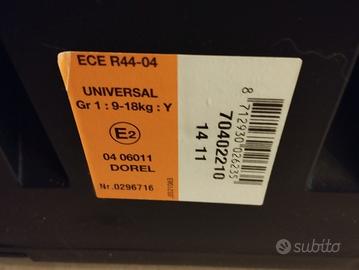 ECE R44-04
UNIVERSAL
Gr 1 : 9-18kg : Y
E2
04 06011
DOREL
Nr.0296716
8 712930 026235
70402210
14 11
subito